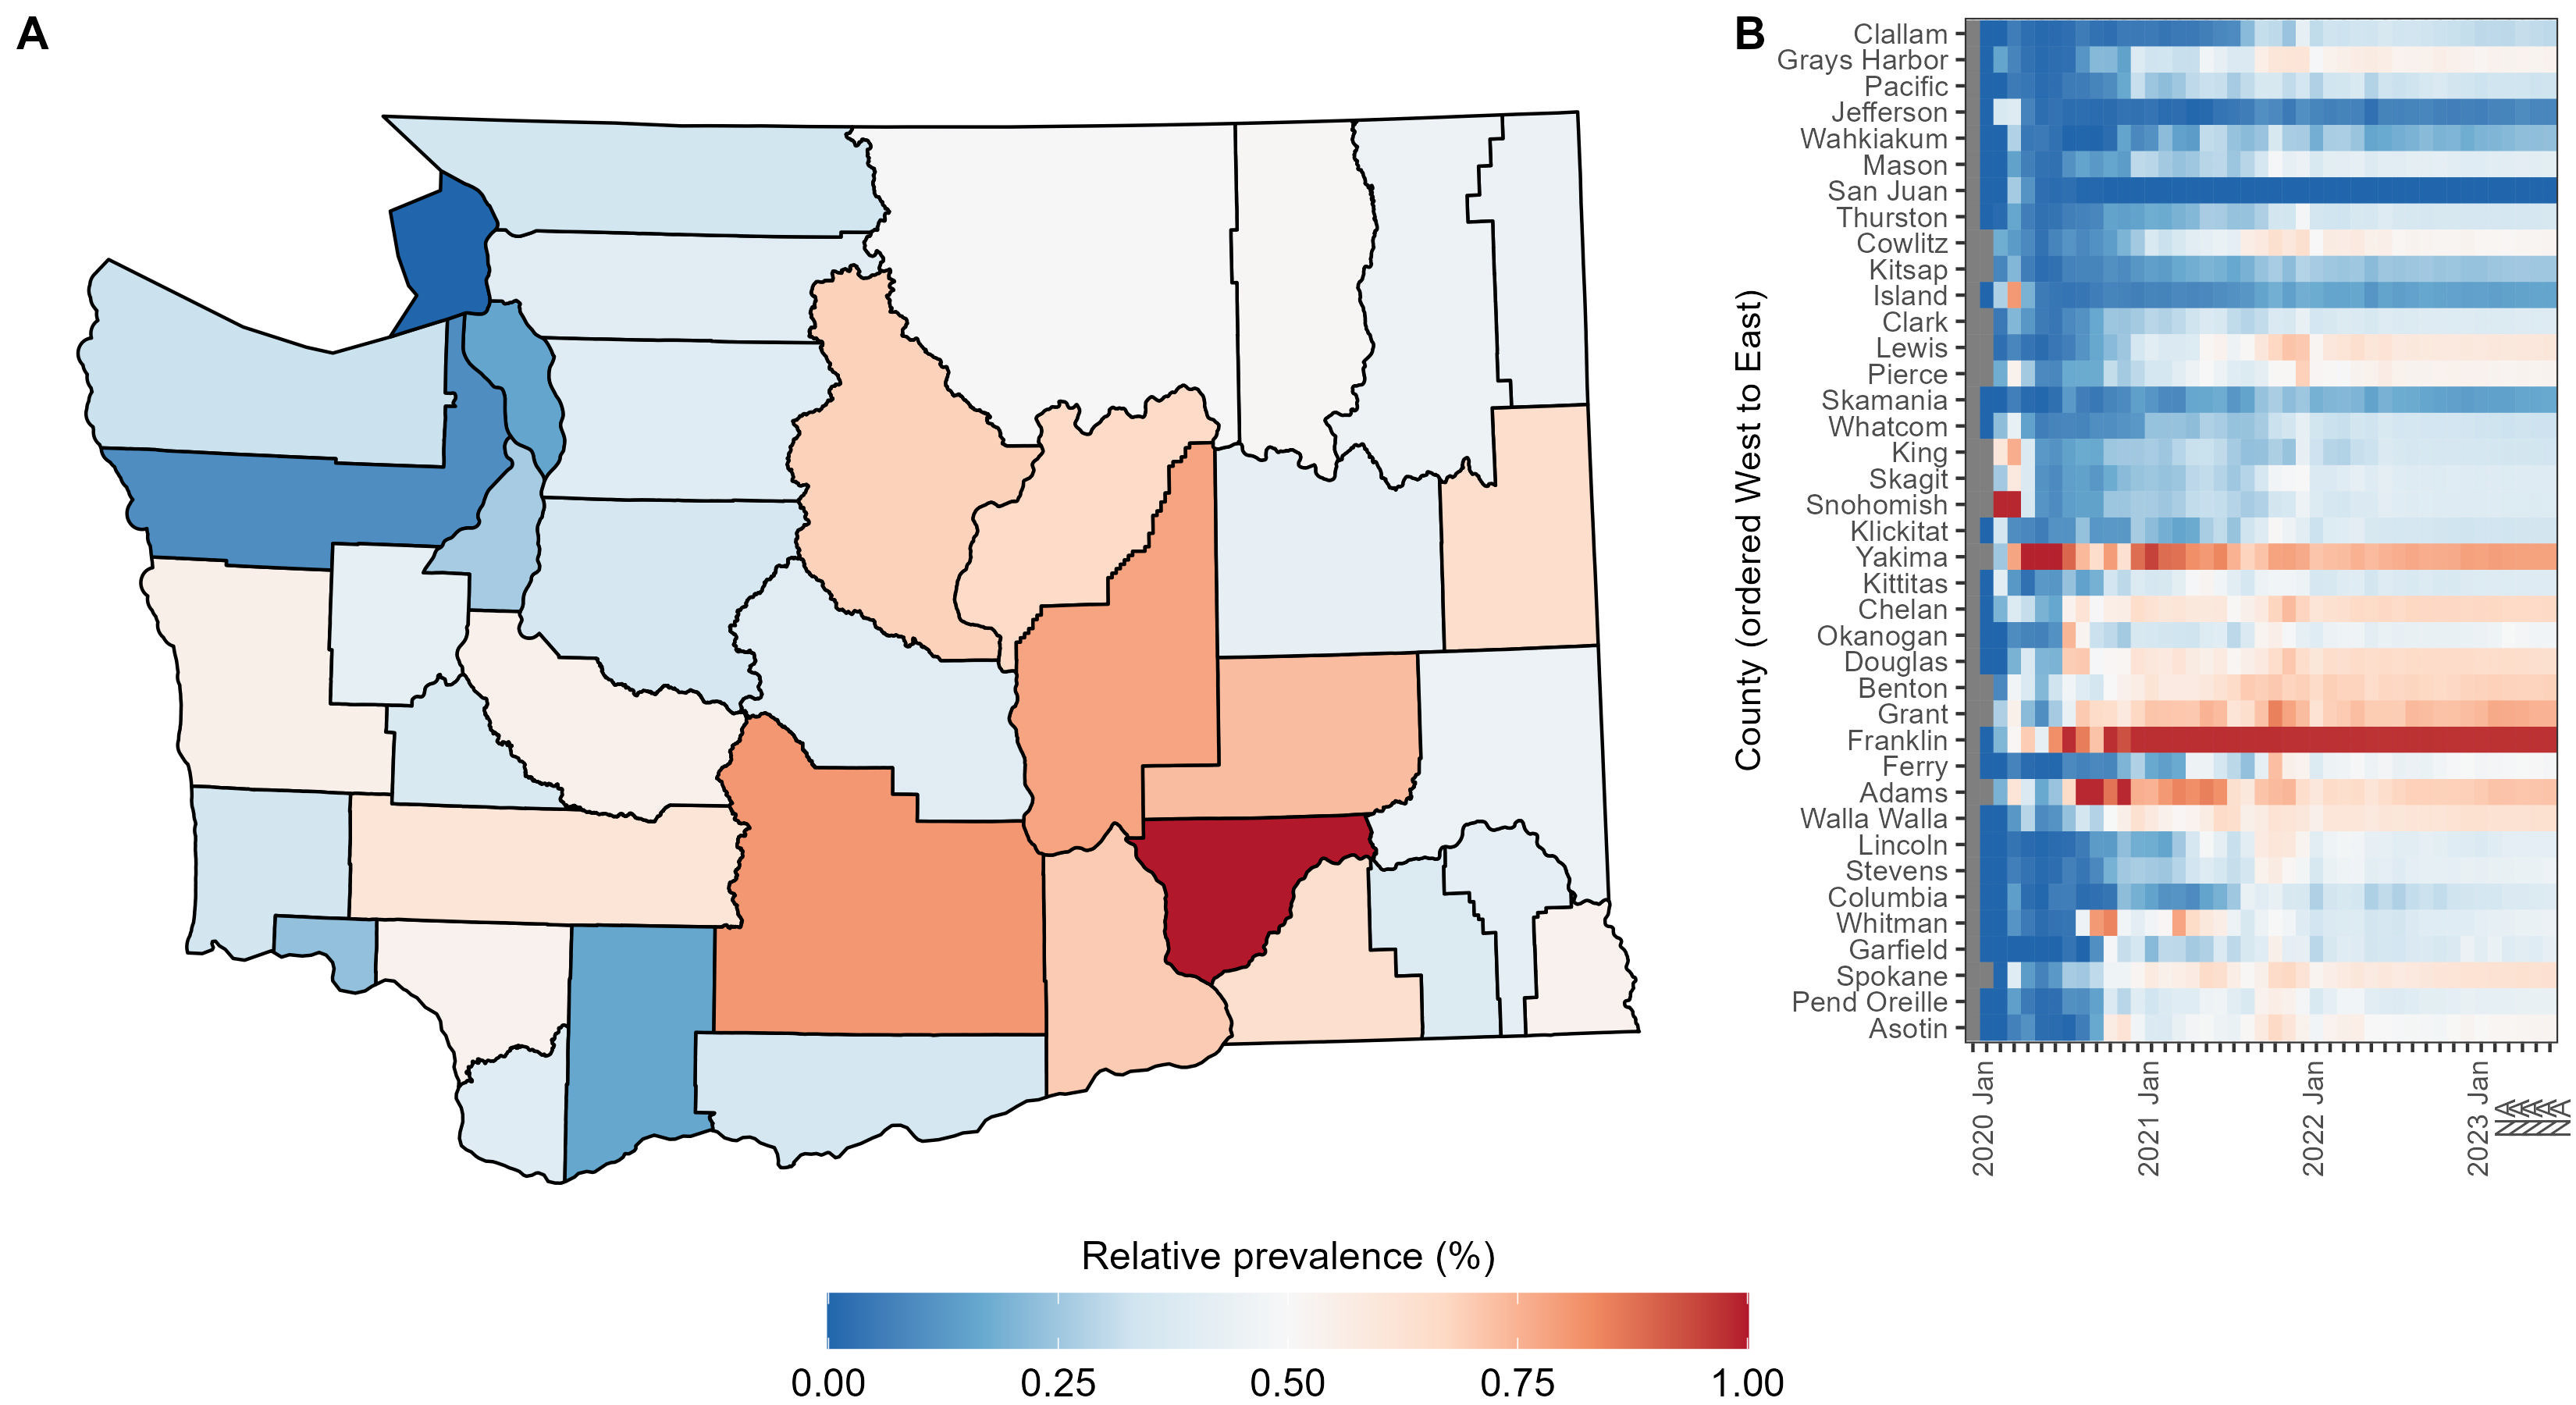 A
B
County (ordered West to East)
Clallam
Grays Harbor
Pacific
Jefferson
Wahkiakum
Mason
San Juan
Thurston
Cowlitz
Kitsap
Island
Clark
Lewis
Pierce
Skamania
Whatcom
King
Skagit
Snohomish
Klickitat
Yakima
Kittitas
Chelan
Okanogan
Douglas
Benton
Grant
Franklin
Ferry
Adams
Walla Walla
Lincoln
Stevens
Columbia
Whitman
Garfield
Spokane
Pend Oreille
Asotin
2020 Jan
2021 Jan
2022 Jan
2023 Jan
NA
NA
NA
NA
NA
Relative prevalence (%)
0.00 0.25 0.50 0.75 1.00